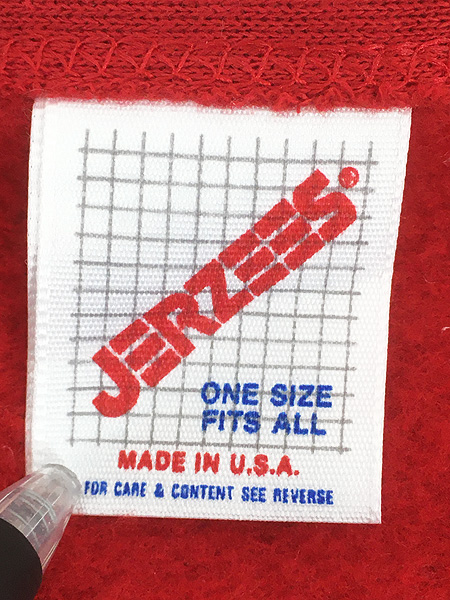 JERZEES®
ONE SIZE
FITS ALL
MADE IN U.S.A.
FOR CARE & CONTENT SEE REVERSE